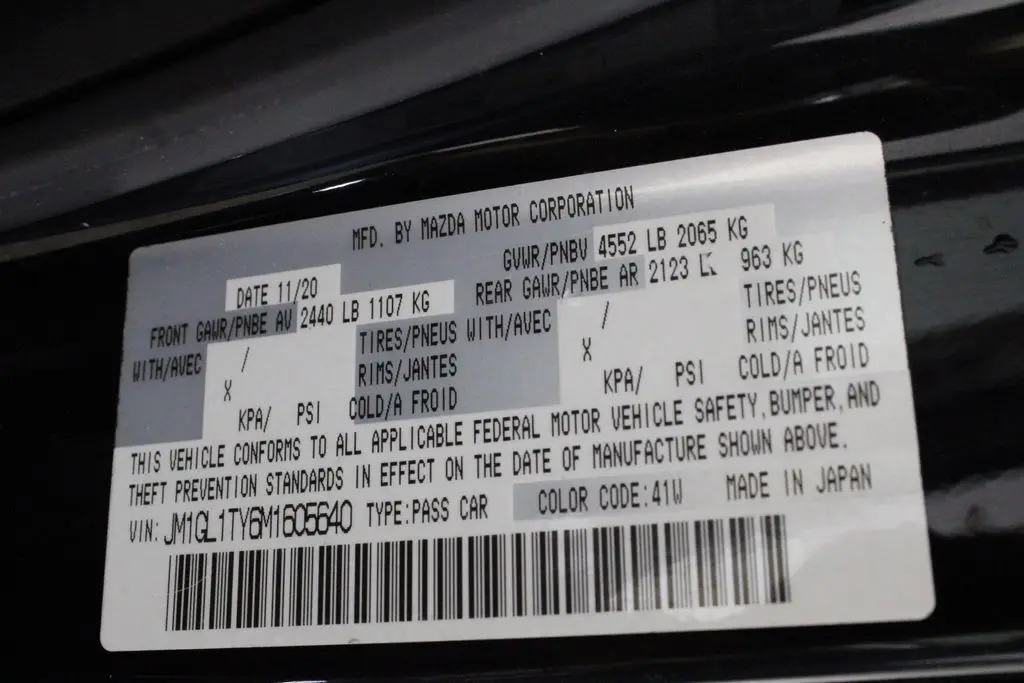 MFD. BY MAZDA MOTOR CORPORATION
DATE 11/20
GVWR/PNBV 4552 LB 2065 KG
FRONT GAWR/PNBE AV 2440 LB 1107 KG
REAR GAWR/PNBE AR 2123 963 KG
WITH/AVEC / TIRES/PNEUS
X RIMS/JANTES
KPA/ PSI COLD/A FROID
WITH/AVEC / TIRES/PNEUS
X RIMS/JANTES
KPA/ PSI COLD/A FROID
THIS VEHICLE CONFORMS TO ALL APPLICABLE FEDERAL MOTOR VEHICLE SAFETY,BUMPER,AND
THEFT PREVENTION STANDARDS IN EFFECT ON THE DATE OF MANUFACTURE SHOWN ABOVE.
VIN: JM1GL1TY6M1605640 TYPE:PASS CAR COLOR CODE:41W MADE IN JAPAN